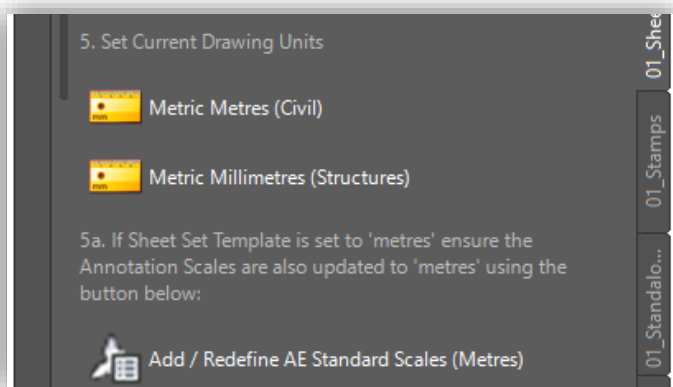 5. Set Current Drawing Units
mm
Metric Metres (Civil)
mm
Metric Millimetres (Structures)
5a. If Sheet Set Template is set to 'metres' ensure the
Annotation Scales are also updated to 'metres' using the
button below:
Add / Redefine AE Standard Scales (Metres)
01_Shee
01_Stamps
01_Standalo...